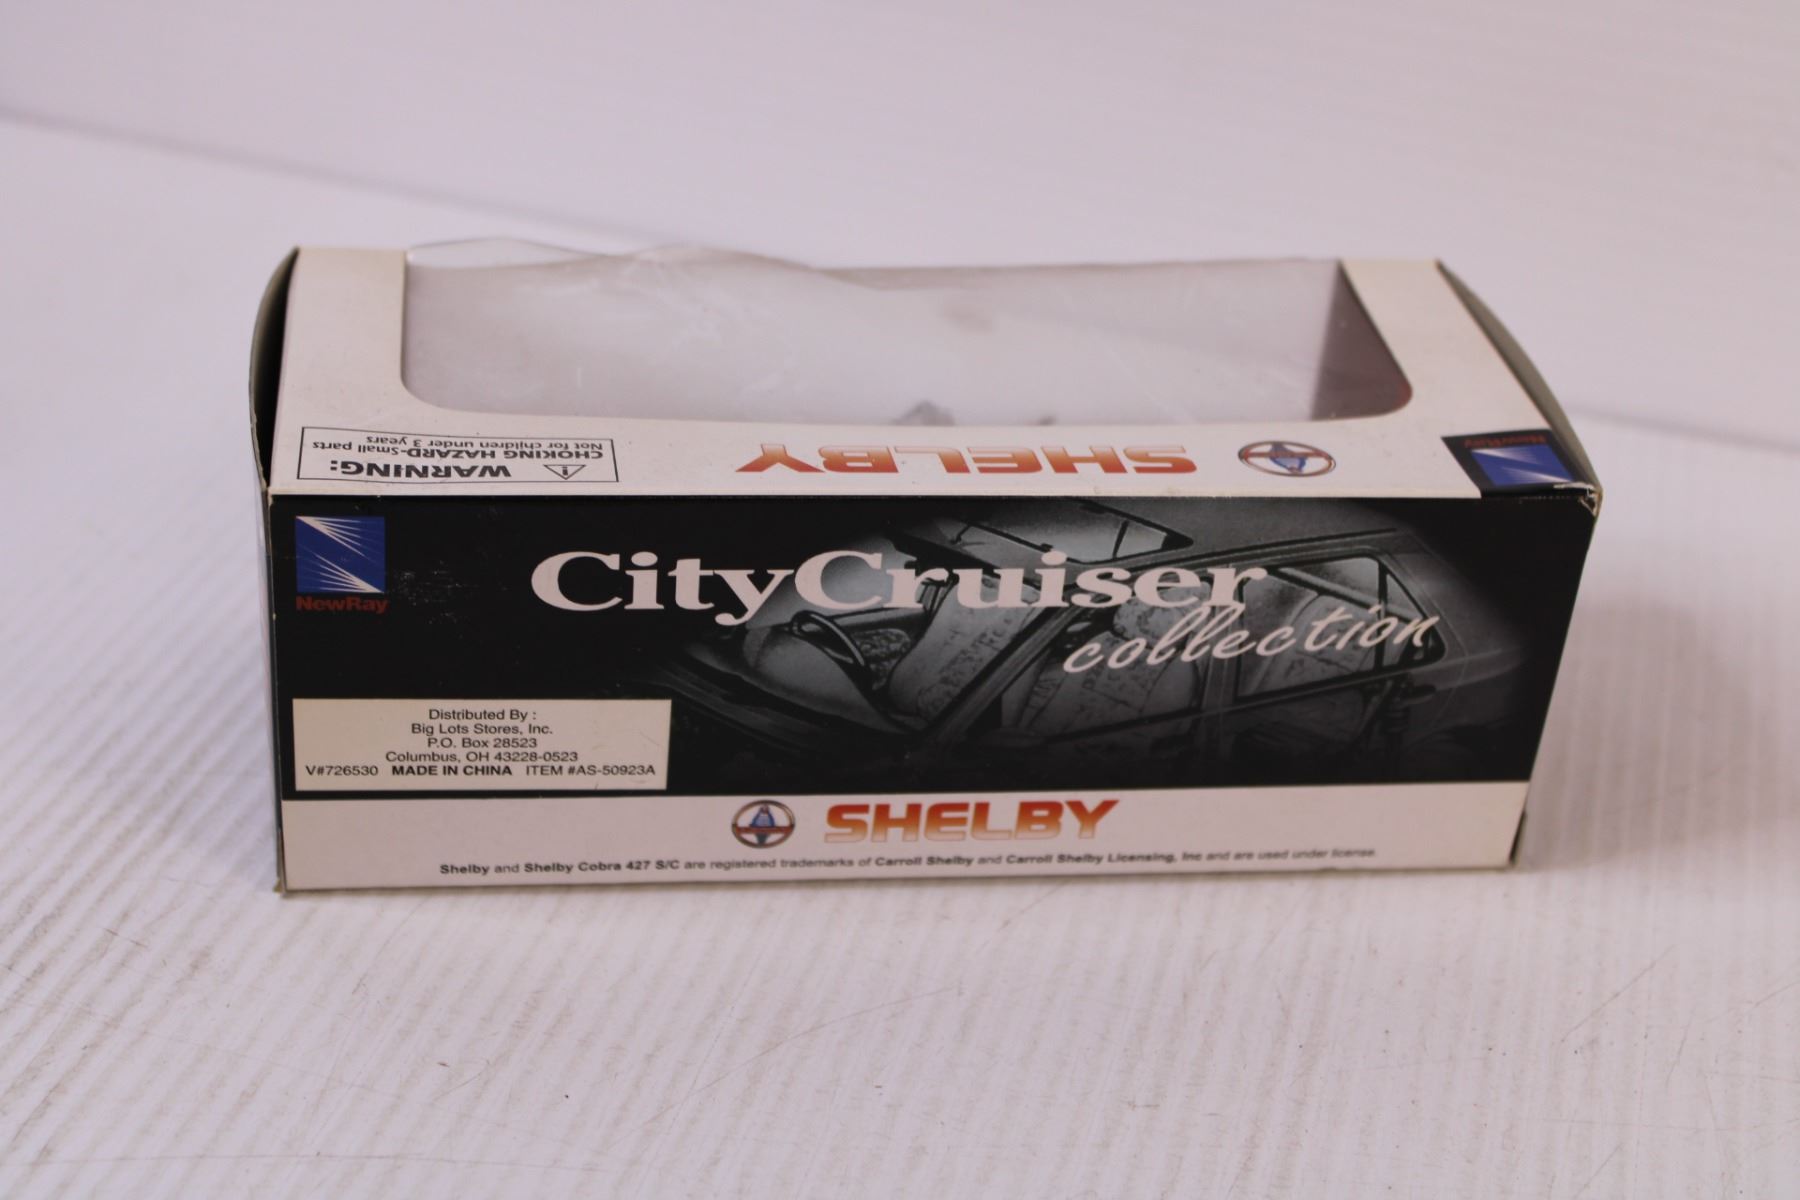 WARNING:
CHOKING HAZARD-Small parts
Not for children under 3 years
SHELBY
NewRay
NewRay
CityCruiser
collection
Distributed By :
Big Lots Stores, Inc.
P.O. Box 28523
Columbus, OH 43228-0523
V#726530 MADE IN CHINA ITEM #AS-50923A
SHELBY
Shelby and Shelby Cobra 427 S/C are registered trademarks of Carroll Shelby and Carroll Shelby Licensing, Inc and are used under license.